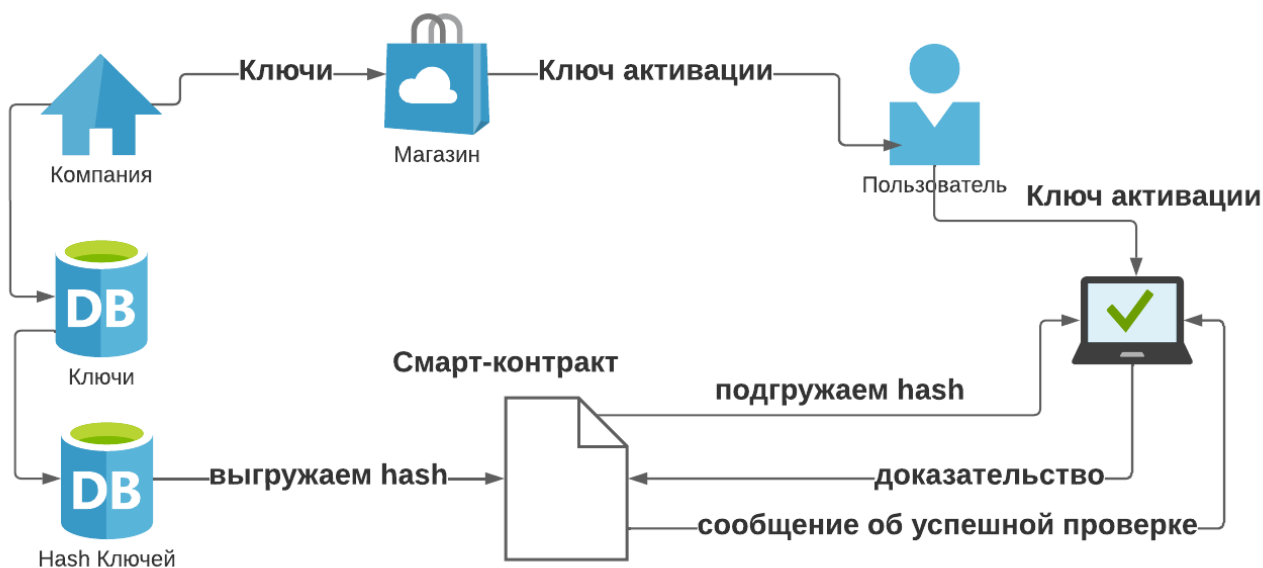 Ключи
Ключ активации
Магазин
Компания
Пользователь
Ключ активации
DB
Ключи
Смарт-контракт
подгружаем hash
DB
выгружаем hash
доказательство
сообщение об успешной проверке
Hash Ключей